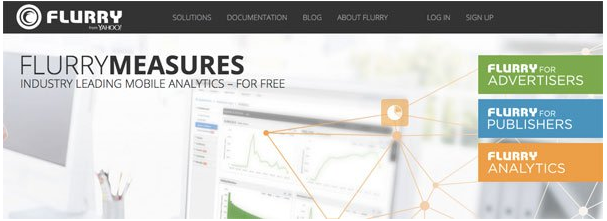 FLURRY
from YAHOO!
SOLUTIONS DOCUMENTATION BLOG ABOUT FLURRY LOG IN SIGN UP
FLURRYMEASURES
INDUSTRY LEADING MOBILE ANALYTICS – FOR FREE
FLURRY FOR
ADVERTISERS
FLURRY FOR
PUBLISHERS
FLURRY
ANALYTICS